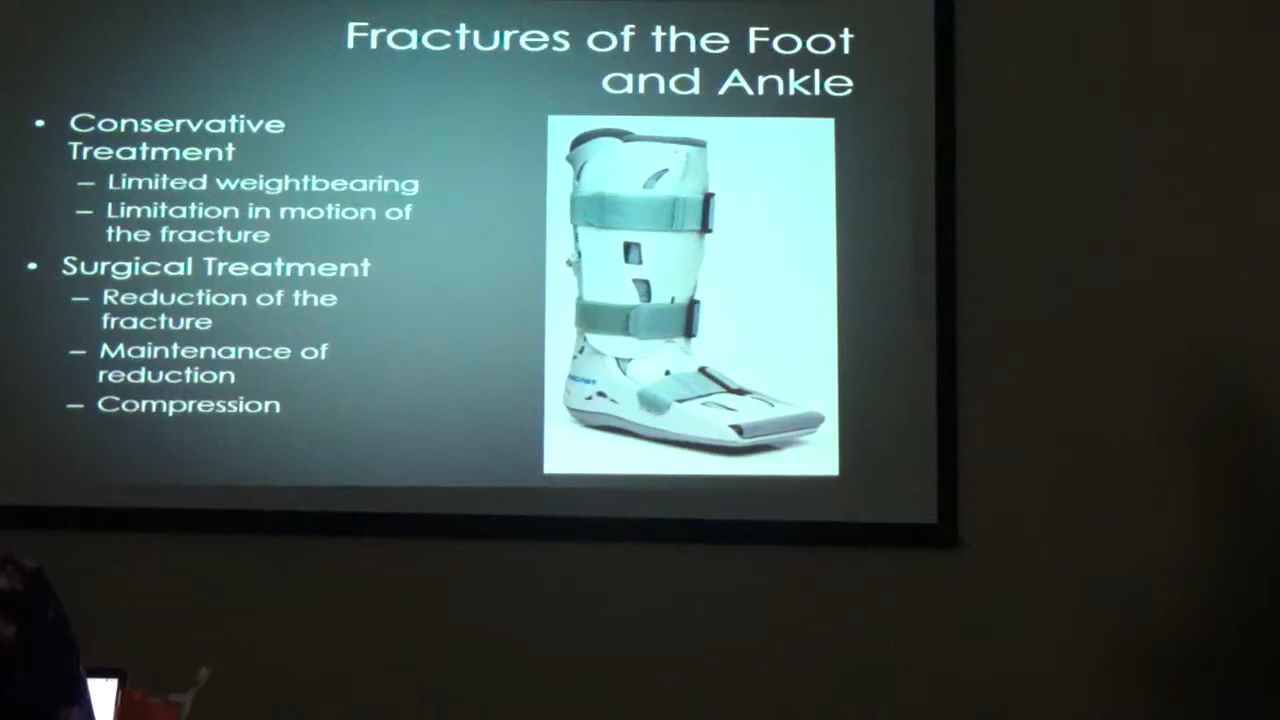 Fractures of the Foot
and Ankle
• Conservative
Treatment
– Limited weightbearing
– Limitation in motion of
the fracture
• Surgical Treatment
– Reduction of the
fracture
– Maintenance of
reduction
– Compression